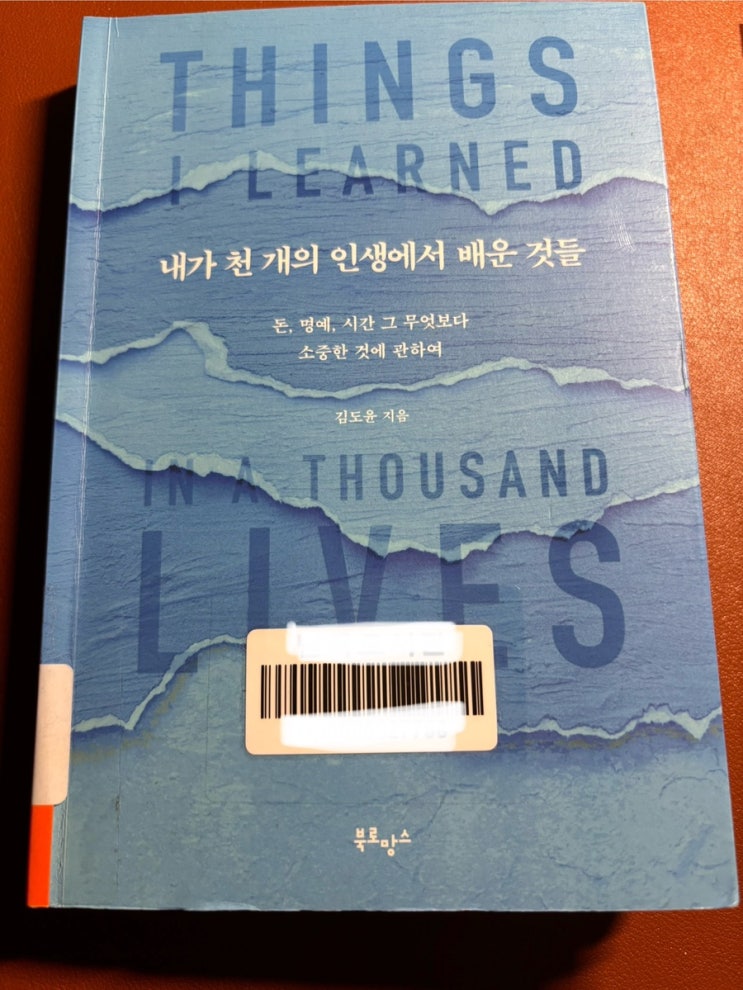 THINGS
I LEARNED
내가 천 개의 인생에서 배운 것들
돈, 명예, 시간 그 무엇보다
소중한 것에 관하여
김도윤 지음
IN A THOUSAND
LIVES
북로망스